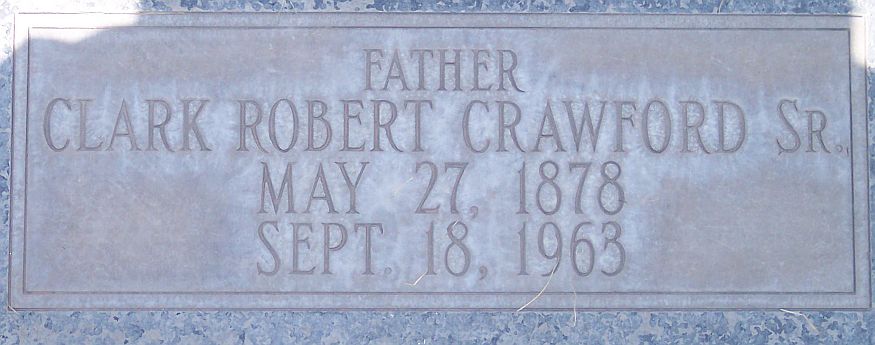 FATHER
CLARK ROBERT CRAWFORD SR.
MAY 27, 1878
SEPT. 18, 1963